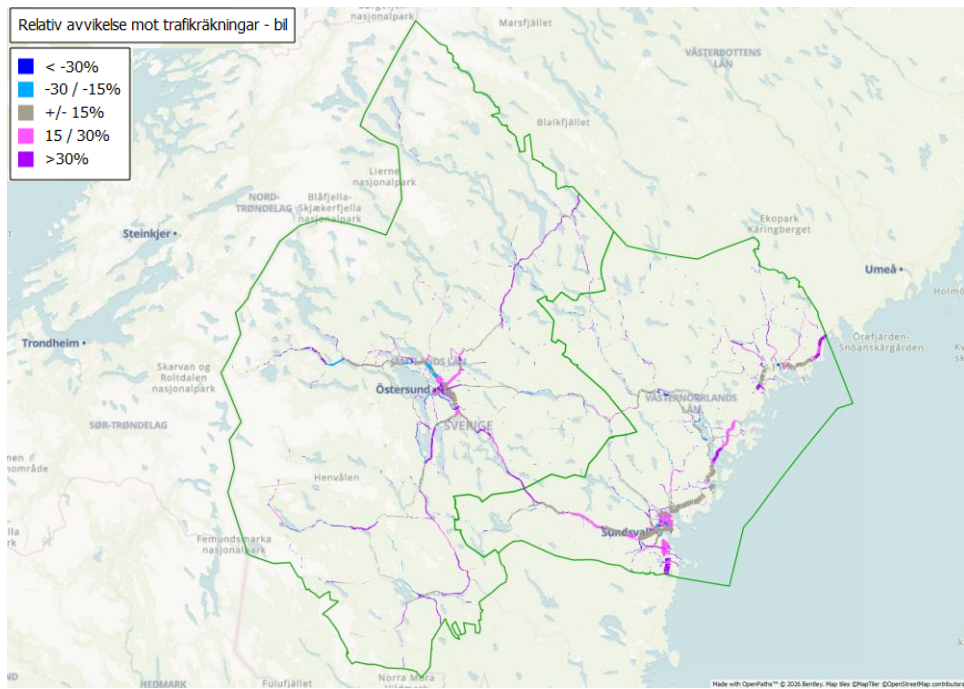 Relativ avvikelse mot trafikräkningar - bil
< -30%
-30 / -15%
+/- 15%
15 / 30%
>30%
nasjonalpark
Marsfjället
VÄSTERBOTTENS
LÄN
Blaikfjället
Lierne
nasjonalpark
NORD-
TRØNDELAG
Blåfjella-
Skjækerfjella
nasjonalpark
Steinkjer
Ekopark
Käringberget
Umeå
Örefjärden-
Snöanskärgården
Trondheim
Skarvan og
Roltdalen
nasjonalpark
Östersund
VÄSTERNORRLANDS
LÄN
SVERIGE
SØR-TRØNDELAG
Henvålen
Femundsmarka
nasjonalpark
HEDMARK
Fulufjället
Made with OpenPaths™ © 2026 Bentley. Map tiles ©MapTiler ©OpenStreetMap contributors